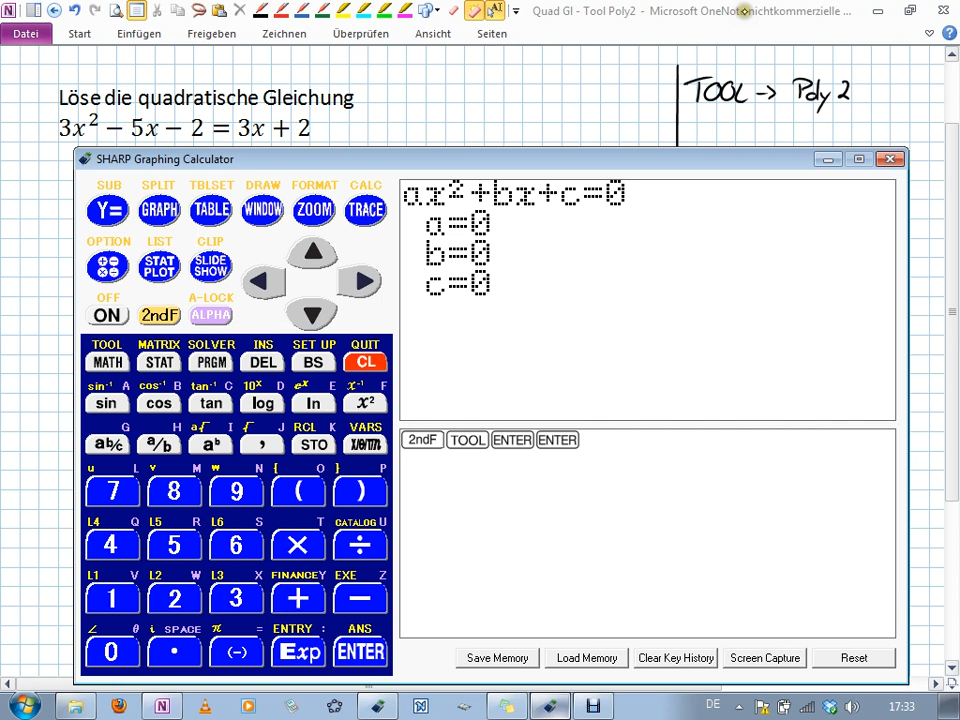 Quad Gl - Tool Poly2 - Microsoft OneNote nichtkommerzielle ...
Datei Start Einfügen Freigeben Zeichnen Überprüfen Ansicht Seiten
Löse die quadratische Gleichung
3x² − 5x − 2 = 3x + 2
TOOL -> Poly 2
SHARP Graphing Calculator
SUB SPLIT TBLSET DRAW FORMAT CALC
Y= GRAPH TABLE WINDOW ZOOM TRACE
OPTION LIST CLIP
STAT PLOT SLIDE SHOW
OFF A-LOCK
ON 2ndF ALPHA
TOOL MATRIX SOLVER INS SET UP QUIT
MATH STAT PRGM DEL BS CL
sin⁻¹ A cos⁻¹ B tan⁻¹ C 10ˣ D eˣ E x⁻¹ F
sin cos tan log ln x²
G H a√ I √ J RCL K VARS
ab/c a/b aᵇ , STO X/θ/T/n
u L v M w N { O } P
7 8 9 ( )
L4 Q L5 R L6 S T CATALOG U
4 5 6 × ÷
L1 V L2 W L3 X FINANCE Y EXE Z
1 2 3 + −
∠ θ i SPACE π = ENTRY : ANS
0 • (-) Exp ENTER
ax²+bx+c=0
a=0
b=0
c=0
2ndF TOOL ENTER ENTER
Save Memory Load Memory Clear Key History Screen Capture Reset
DE 17:33